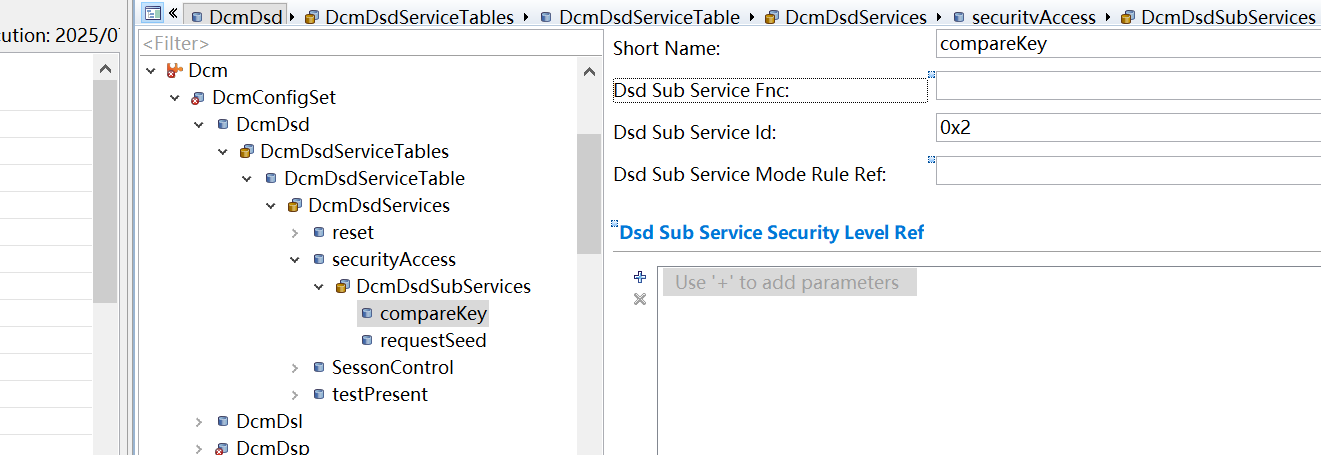 DcmDsd DcmDsdServiceTables DcmDsdServiceTable DcmDsdServices securityAccess DcmDsdSubServices
cution: 2025/07
<Filter>
Dcm
DcmConfigSet
DcmDsd
DcmDsdServiceTables
DcmDsdServiceTable
DcmDsdServices
reset
securityAccess
DcmDsdSubServices
compareKey
requestSeed
SessonControl
testPresent
DcmDsl
DcmDsp
Short Name: compareKey
Dsd Sub Service Fnc:
Dsd Sub Service Id: 0x2
Dsd Sub Service Mode Rule Ref:
Dsd Sub Service Security Level Ref
Use '+' to add parameters